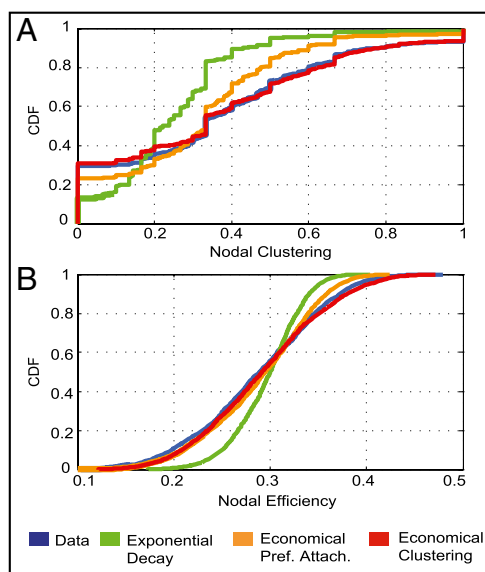 A
1
0.8
0.6
0.4
0.2
0
CDF
0 0.2 0.4 0.6 0.8 1
Nodal Clustering
B
1
0.8
0.6
0.4
0.2
0
CDF
0.1 0.2 0.3 0.4 0.5
Nodal Efficiency
Data Exponential Economical Economical
Decay Pref. Attach. Clustering